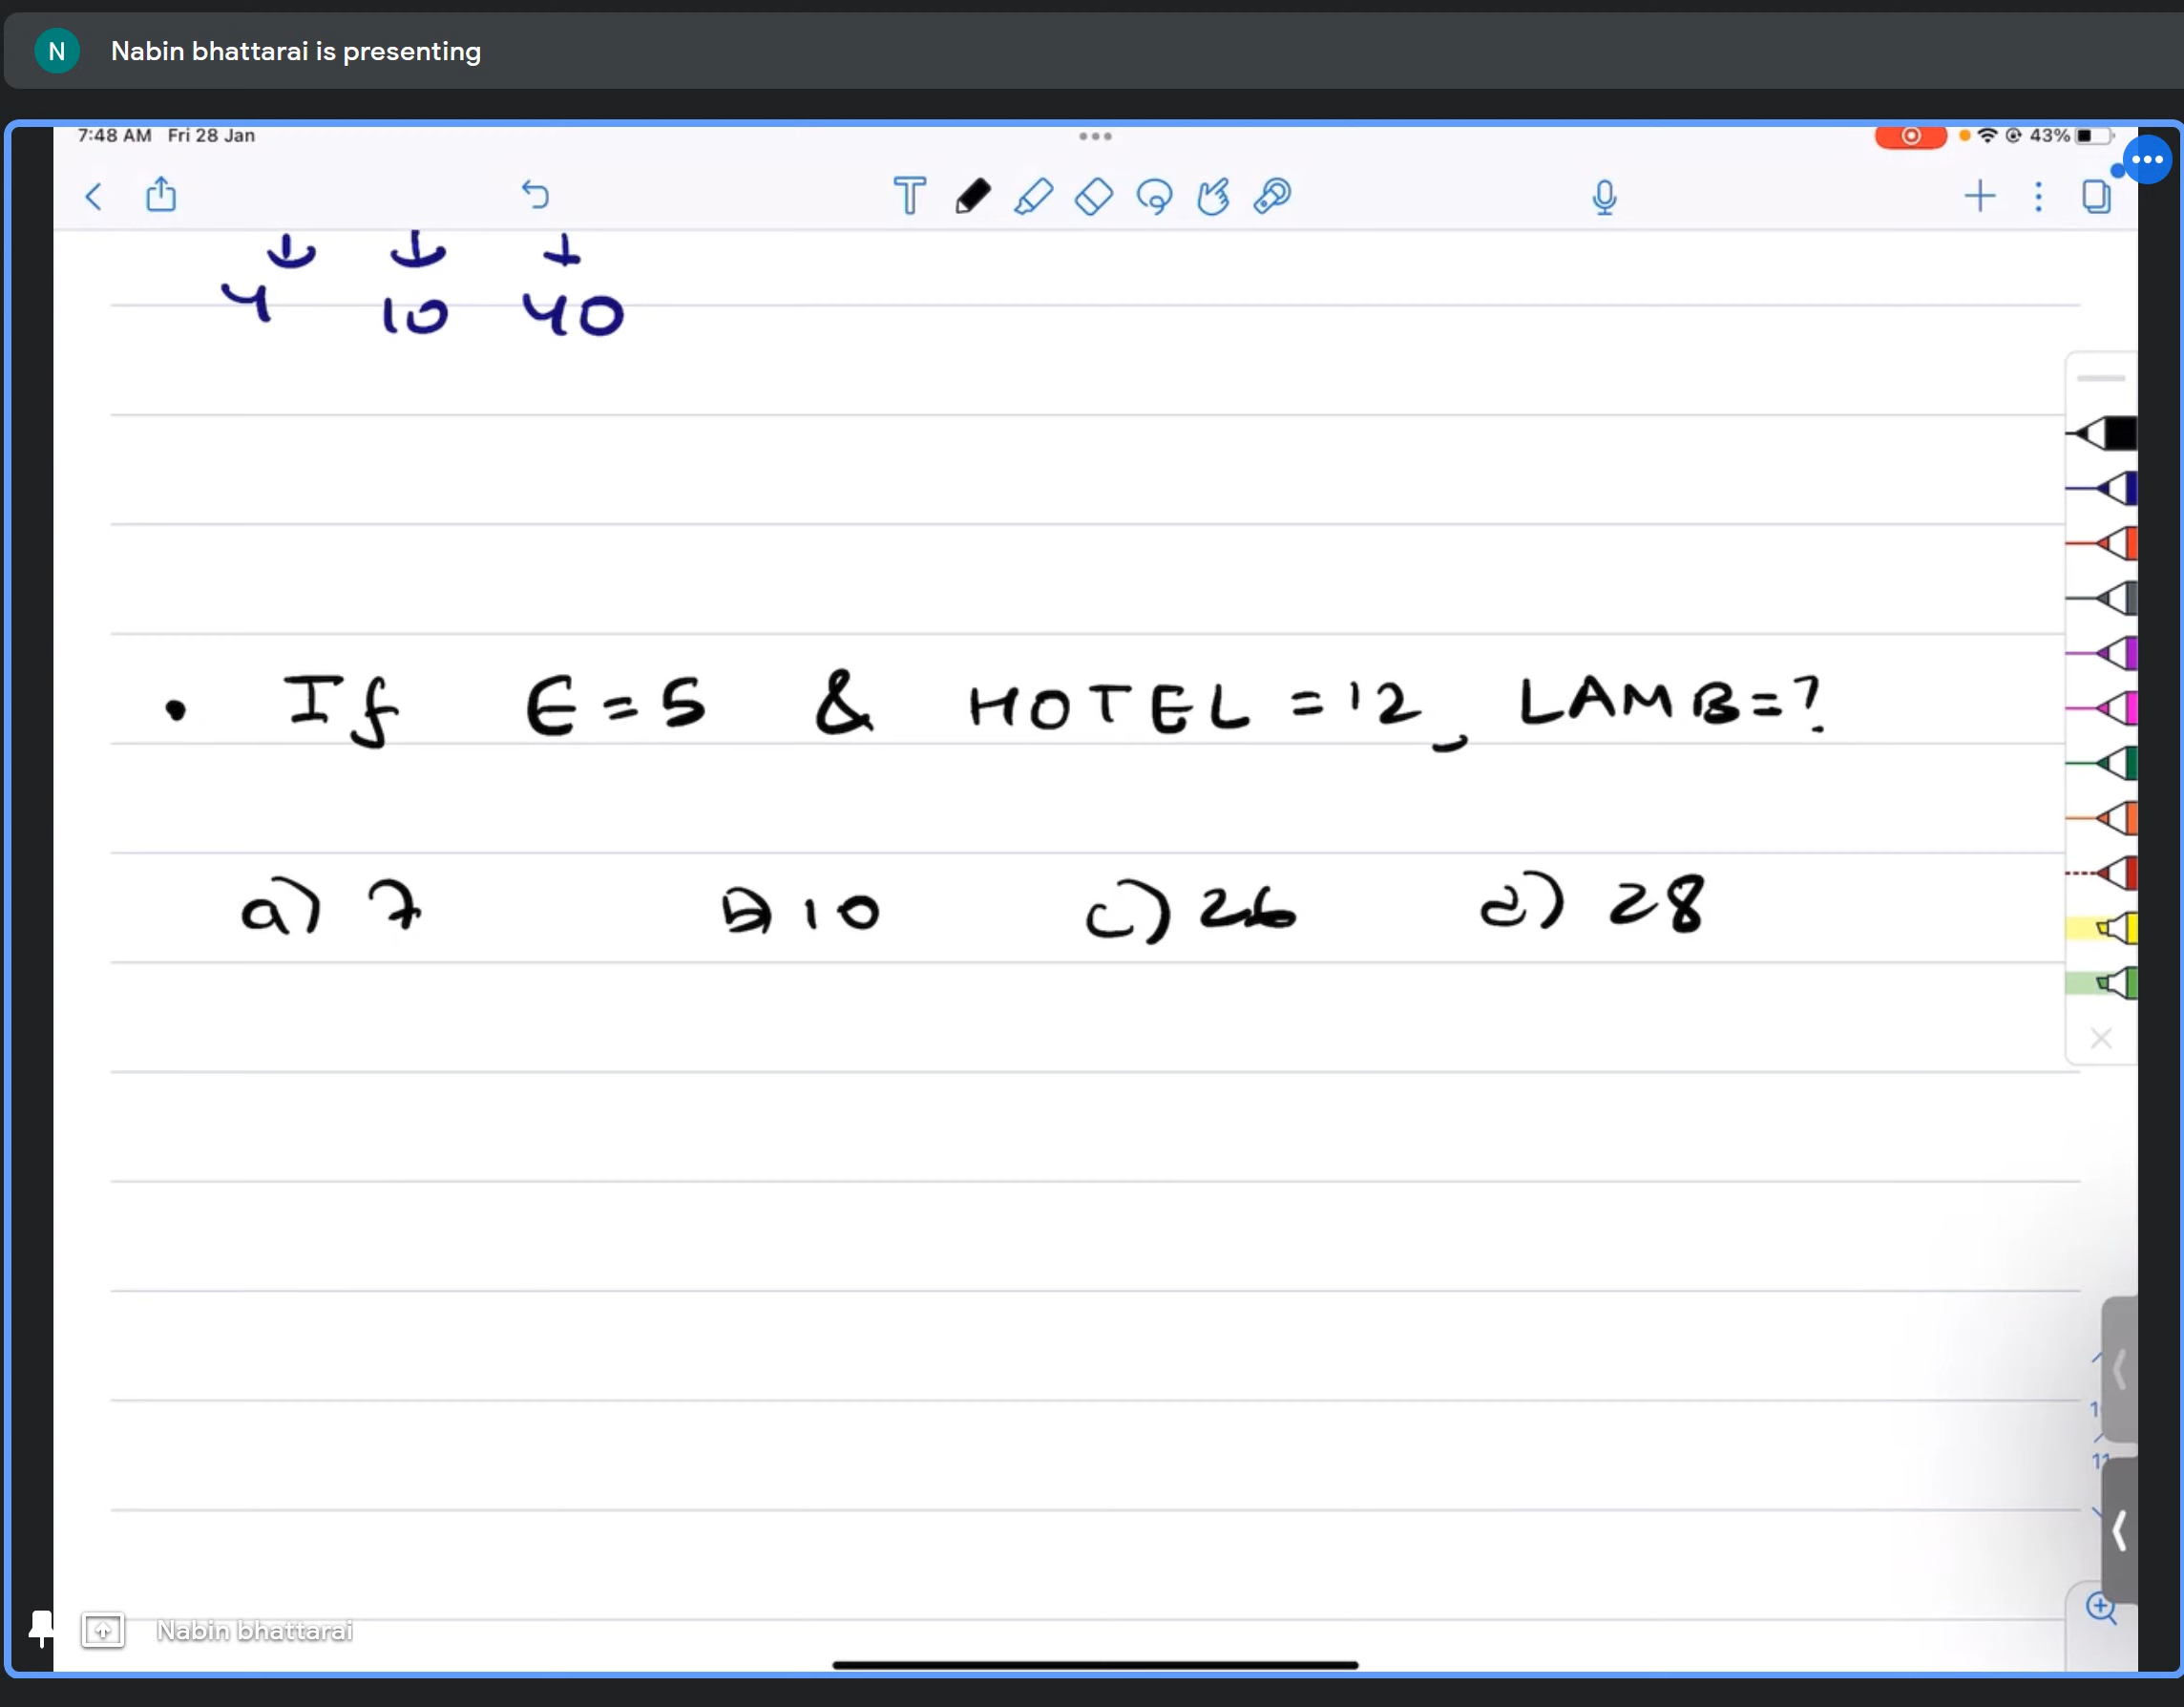 N Nabin bhattarai is presenting
7:48 AM Fri 28 Jan 43%
T
4 10 40
• If E = 5 & HOTEL = 12, LAMB = ?
a) 7 b) 10 c) 26 d) 28
11
Nabin bhattarai